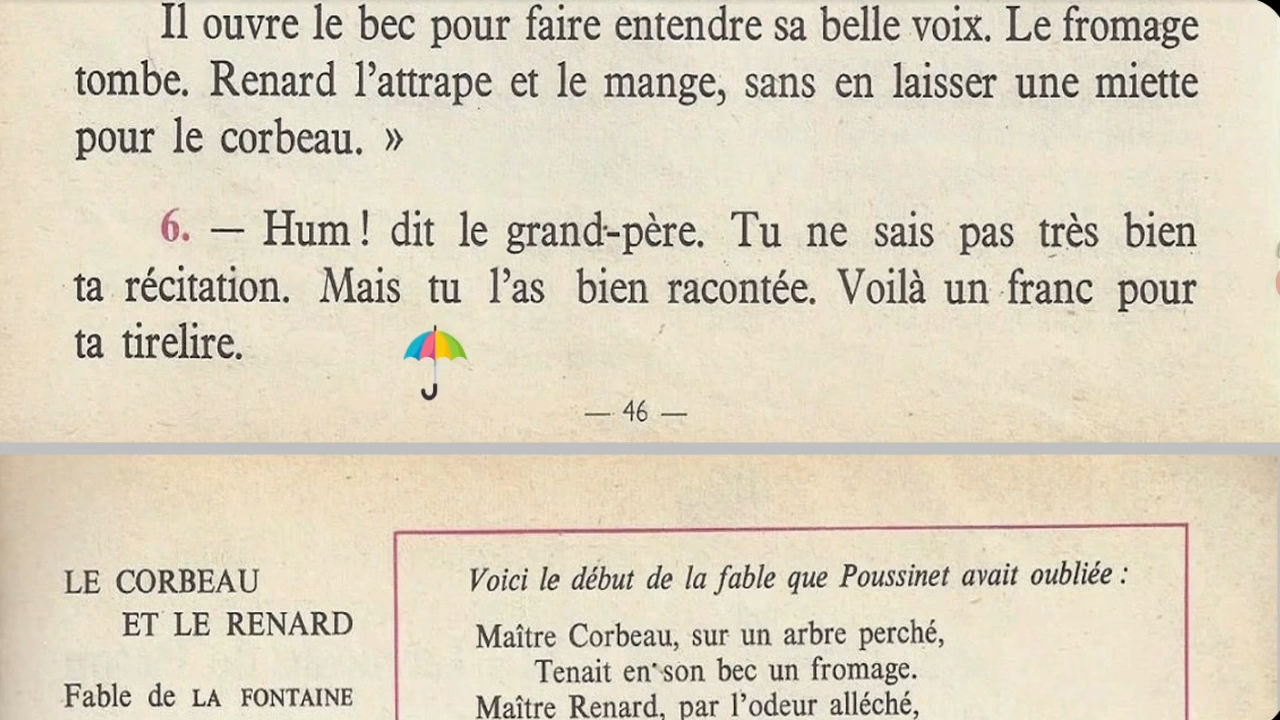 Il ouvre le bec pour faire entendre sa belle voix. Le fromage
tombe. Renard l'attrape et le mange, sans en laisser une miette
pour le corbeau. »
6. — Hum ! dit le grand-père. Tu ne sais pas très bien
ta récitation. Mais tu l'as bien racontée. Voilà un franc pour
ta tirelire.
— 46 —
LE CORBEAU
ET LE RENARD
Fable de LA FONTAINE
Voici le début de la fable que Poussinet avait oubliée :
Maître Corbeau, sur un arbre perché,
Tenait en son bec un fromage.
Maître Renard, par l'odeur alléché,